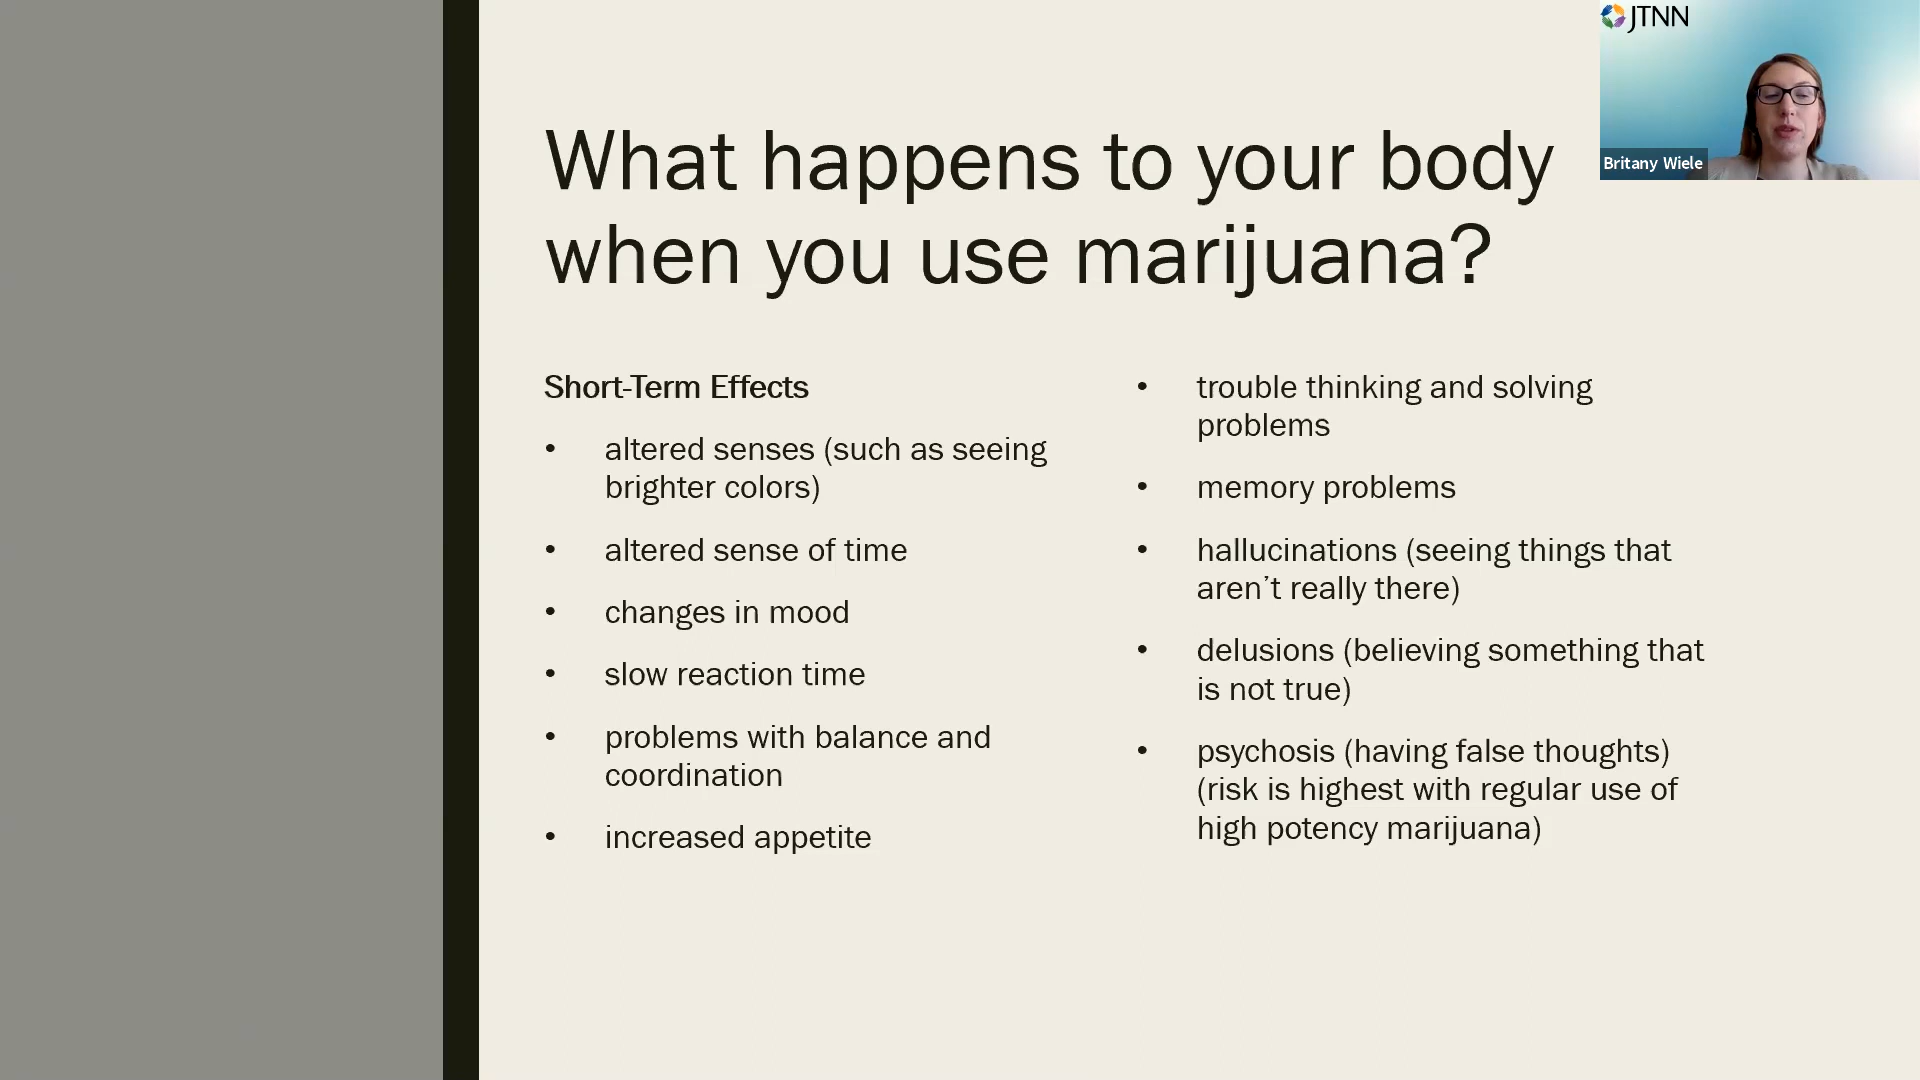 JTNN
Britany Wiele
What happens to your body
when you use marijuana?
Short-Term Effects
• altered senses (such as seeing
brighter colors)
• altered sense of time
• changes in mood
• slow reaction time
• problems with balance and
coordination
• increased appetite
• trouble thinking and solving
problems
• memory problems
• hallucinations (seeing things that
aren’t really there)
• delusions (believing something that
is not true)
• psychosis (having false thoughts)
(risk is highest with regular use of
high potency marijuana)